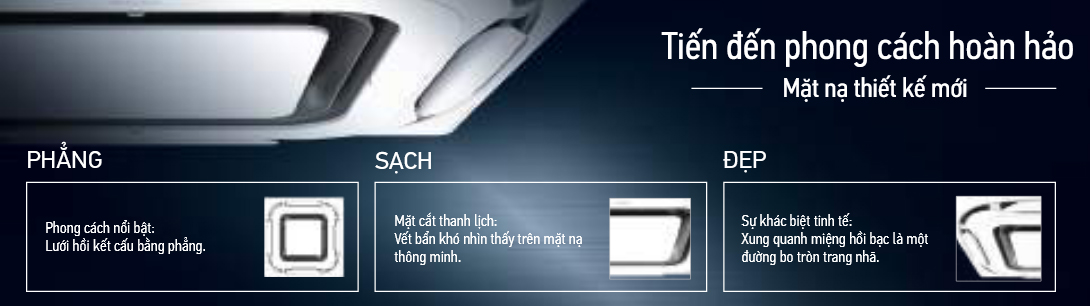 Tiến đến phong cách hoàn hảo
Mặt nạ thiết kế mới
PHẲNG
Phong cách nổi bật:
Lưới hồi kết cấu bằng phẳng.
SẠCH
Mặt cắt thanh lịch:
Vết bẩn khó nhìn thấy trên mặt nạ
thông minh.
ĐẸP
Sự khác biệt tinh tế:
Xung quanh miệng hồi bạc là một
đường bo tròn trang nhã.